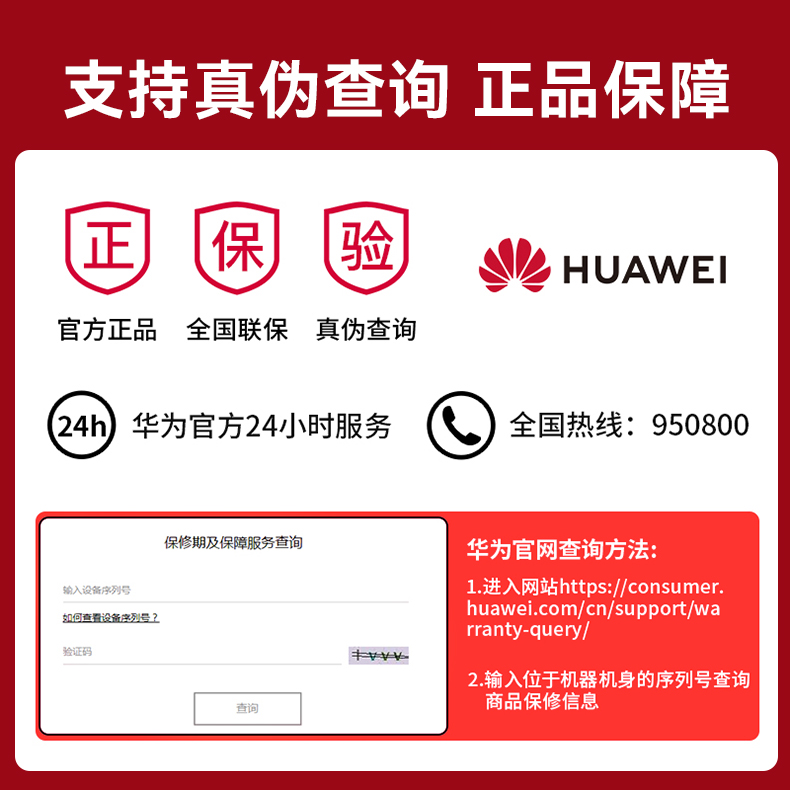 支持真伪查询 正品保障
正 保 验
HUAWEI
官方正品 全国联保 真伪查询
24h 华为官方24小时服务
全国热线：950800
保修期及保障服务查询
输入设备序列号
如何查看设备序列号？
验证码
查询
华为官网查询方法:
1.进入网站https://consumer.
huawei.com/cn/support/wa
rranty-query/
2.输入位于机器机身的序列号查询
商品保修信息